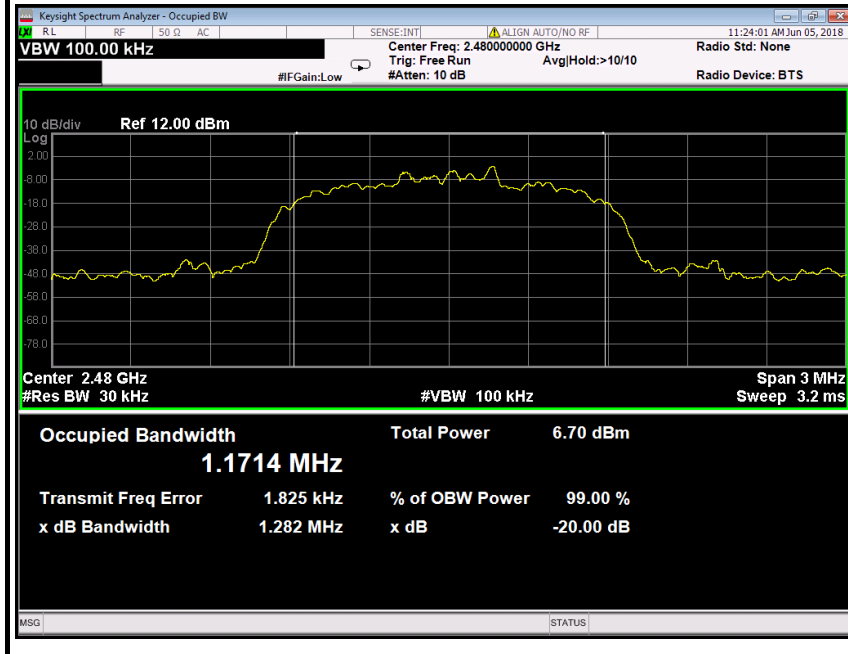 Keysight Spectrum Analyzer - Occupied BW
LXI RL RF 50 Ω AC SENSE:INT ALIGN AUTO/NO RF 11:24:01 AM Jun 05, 2018
VBW 100.00 kHz Center Freq: 2.480000000 GHz Radio Std: None
Trig: Free Run Avg|Hold:>10/10
#IFGain:Low #Atten: 10 dB Radio Device: BTS
10 dB/div Ref 12.00 dBm
Log
2.00
-8.00
-18.0
-28.0
-38.0
-48.0
-58.0
-68.0
-78.0
Center 2.48 GHz Span 3 MHz
#Res BW 30 kHz #VBW 100 kHz Sweep 3.2 ms
Occupied Bandwidth Total Power 6.70 dBm
1.1714 MHz
Transmit Freq Error 1.825 kHz % of OBW Power 99.00 %
x dB Bandwidth 1.282 MHz x dB -20.00 dB
MSG STATUS